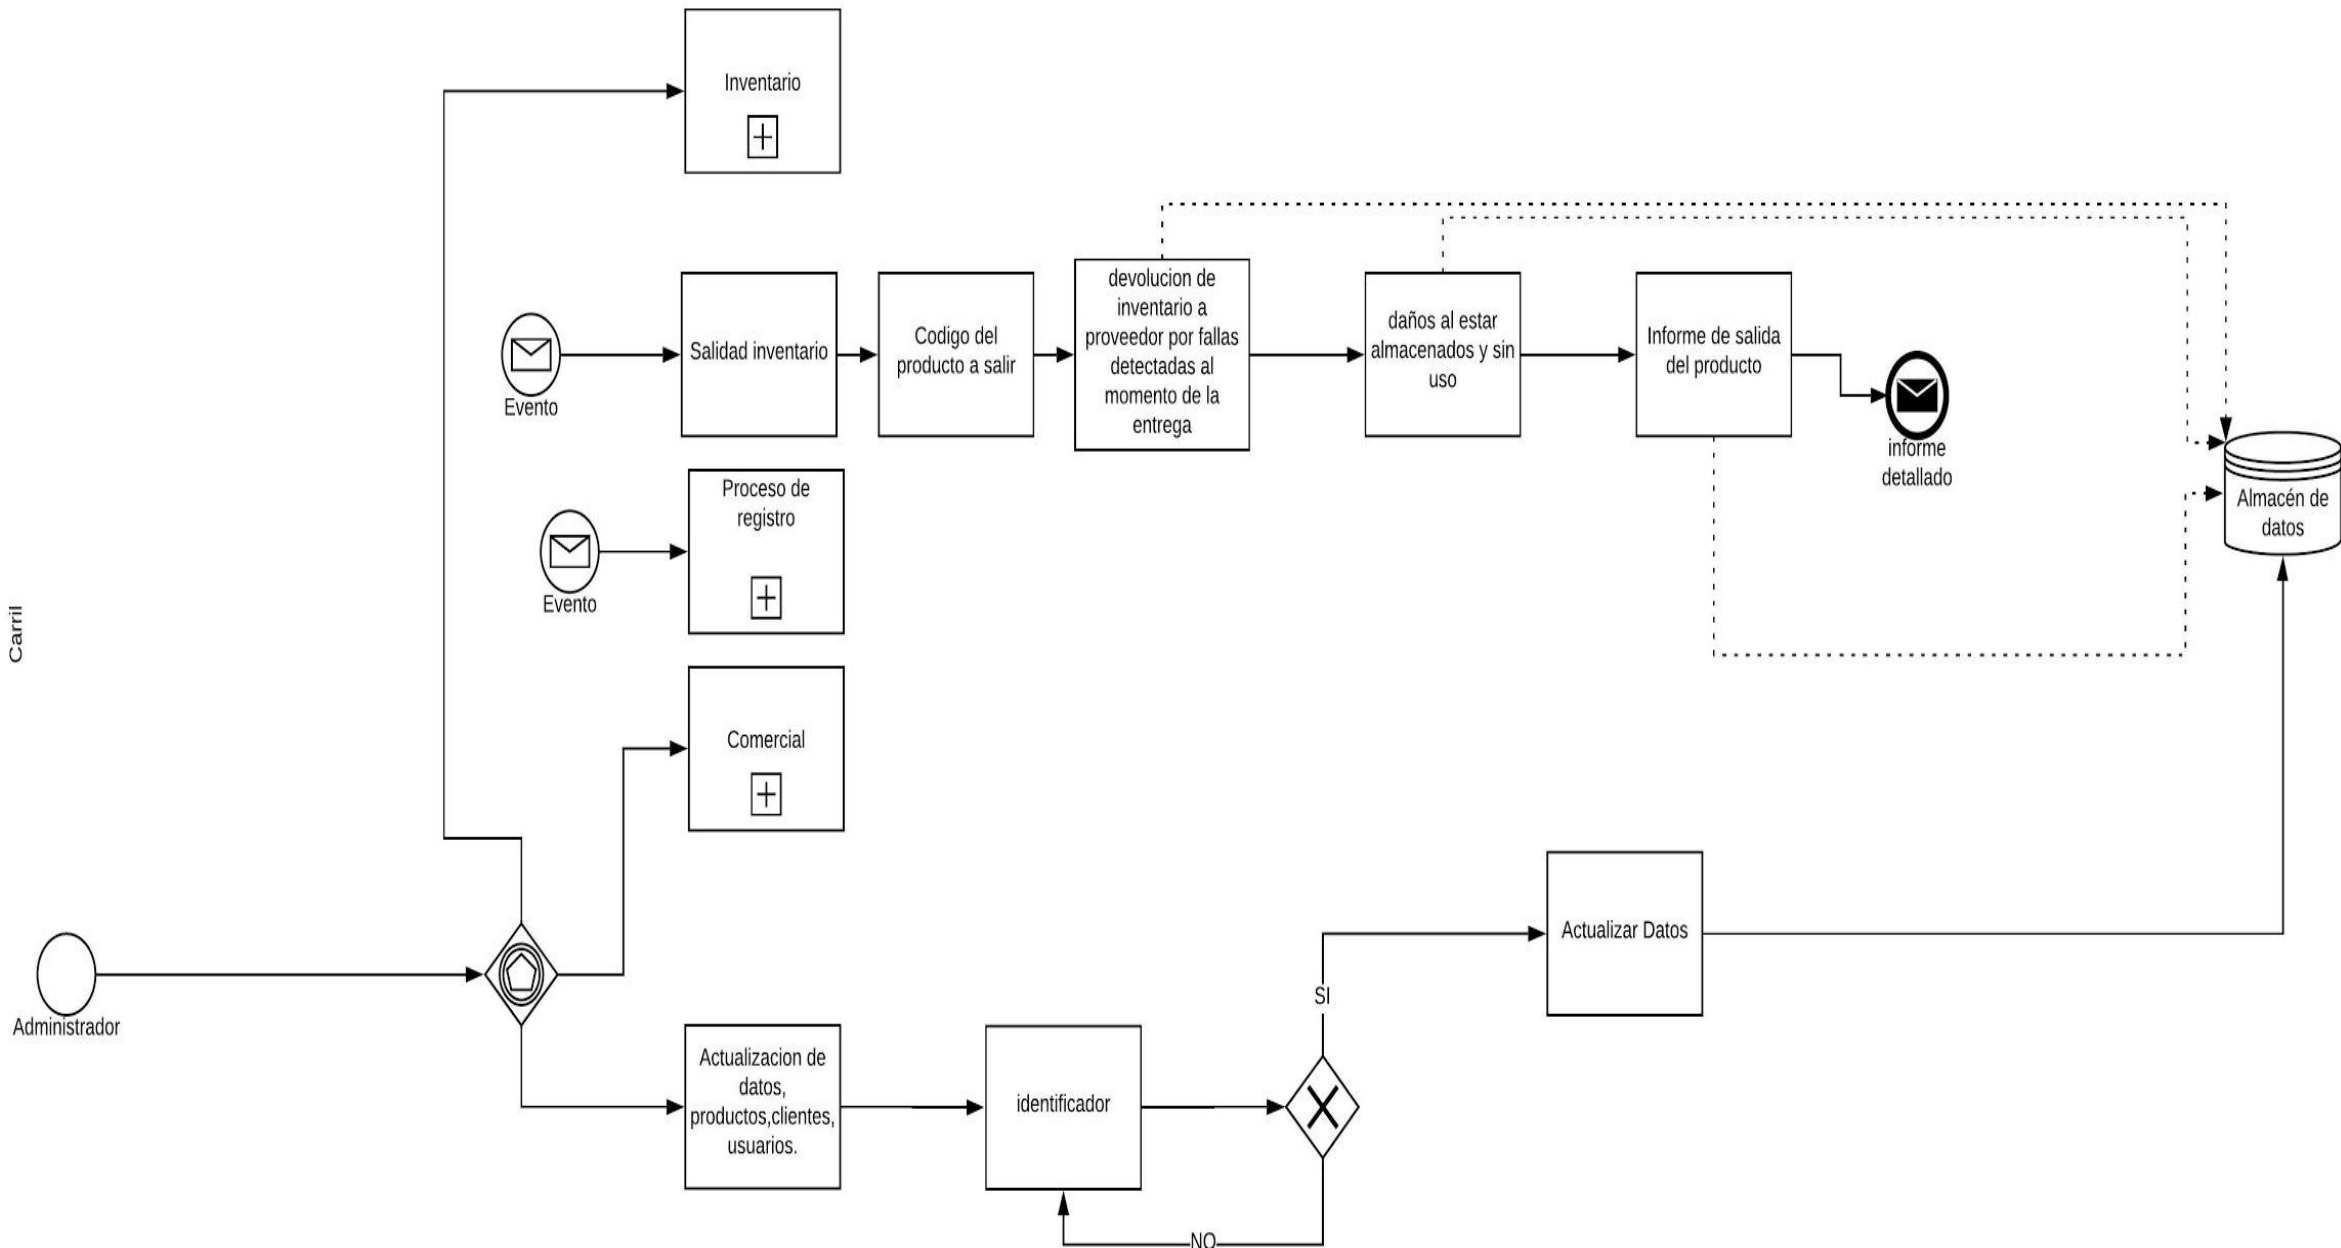 Inventario
Evento
Salidad inventario
Codigo del
producto a salir
devolucion de
inventario a
proveedor por fallas
detectadas al
momento de la
entrega
daños al estar
almacenados y sin
uso
Informe de salida
del producto
informe
detallado
Almacén de
datos
Evento
Proceso de
registro
Carril
Comercial
Administrador
Actualizacion de
datos,
productos,clientes,
usuarios.
identificador
SI
NO
Actualizar Datos